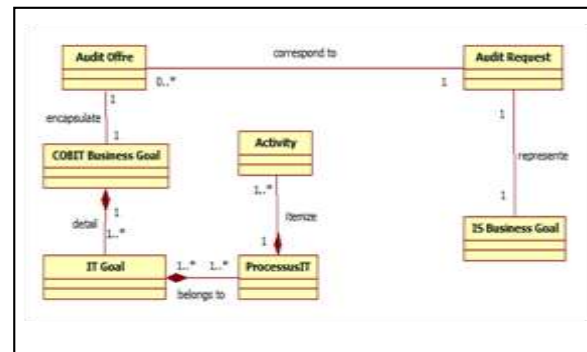 Audit Offre
correspond to
Audit Request
0..*
1
1
encapsulate
1
COBIT Business Goal
Activity
1
represente
1..*
1
detail
1..*
itemize
1
1
IS Business Goal
IT Goal
1..*
1..*
ProcessusIT
belongs to